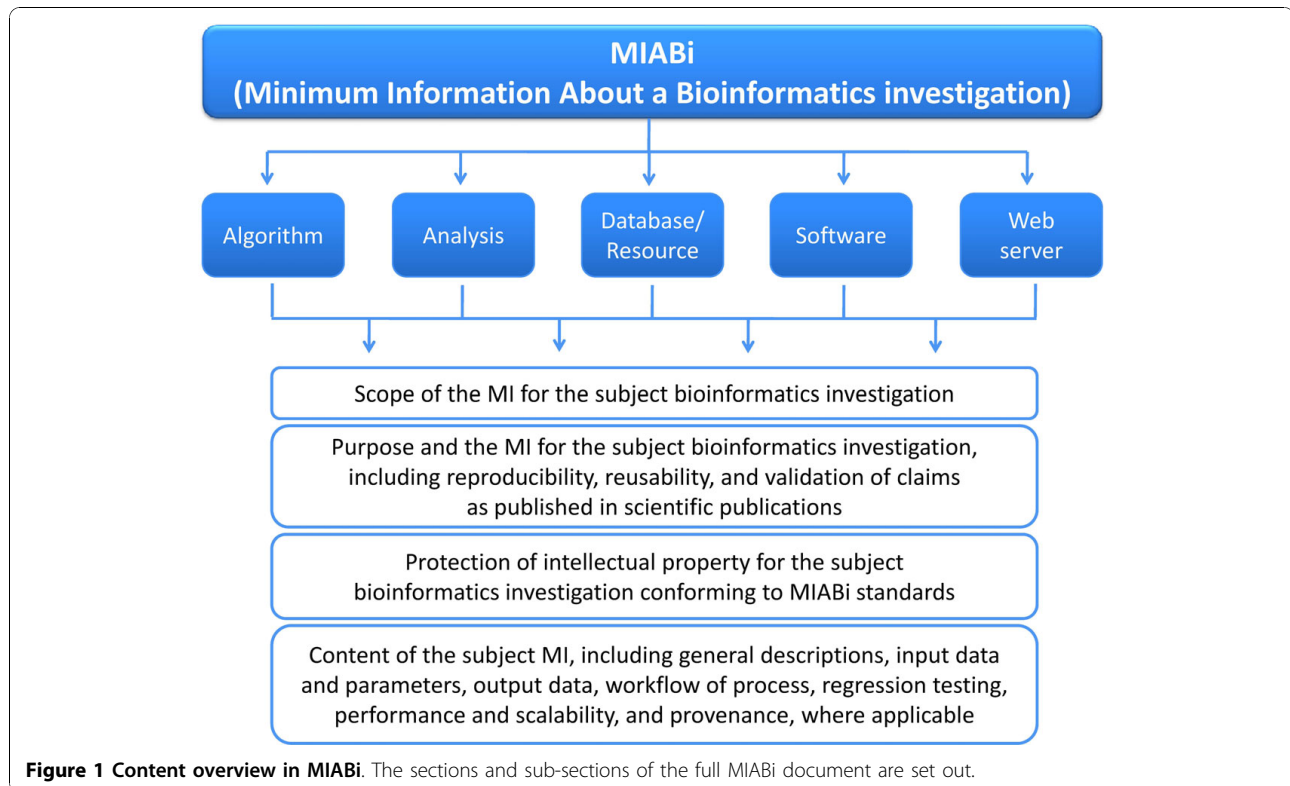 MIABi
(Minimum Information About a Bioinformatics investigation)
Algorithm
Analysis
Database/
Resource
Software
Web
server
Scope of the MI for the subject bioinformatics investigation
Purpose and the MI for the subject bioinformatics investigation,
including reproducibility, reusability, and validation of claims
as published in scientific publications
Protection of intellectual property for the subject
bioinformatics investigation conforming to MIABi standards
Content of the subject MI, including general descriptions, input data
and parameters, output data, workflow of process, regression testing,
performance and scalability, and provenance, where applicable
Figure 1 Content overview in MIABi. The sections and sub-sections of the full MIABi document are set out.